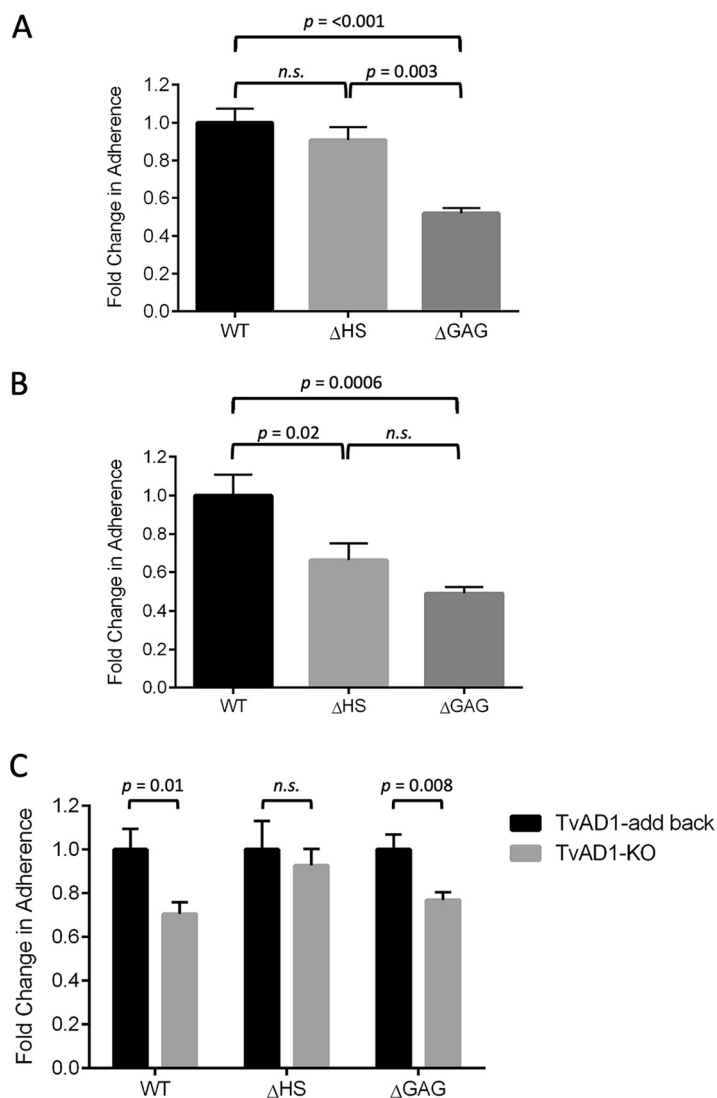 A
p = <0.001
n.s.
p = 0.003
1.2
1.0
0.8
0.6
0.4
0.2
0.0
Fold Change in Adherence
WT
ΔHS
ΔGAG
B
p = 0.0006
p = 0.02
n.s.
1.2
1.0
0.8
0.6
0.4
0.2
0.0
Fold Change in Adherence
WT
ΔHS
ΔGAG
C
p = 0.01
n.s.
p = 0.008
1.2
1.0
0.8
0.6
0.4
0.2
0.0
Fold Change in Adherence
WT
ΔHS
ΔGAG
TvAD1-add back
TvAD1-KO